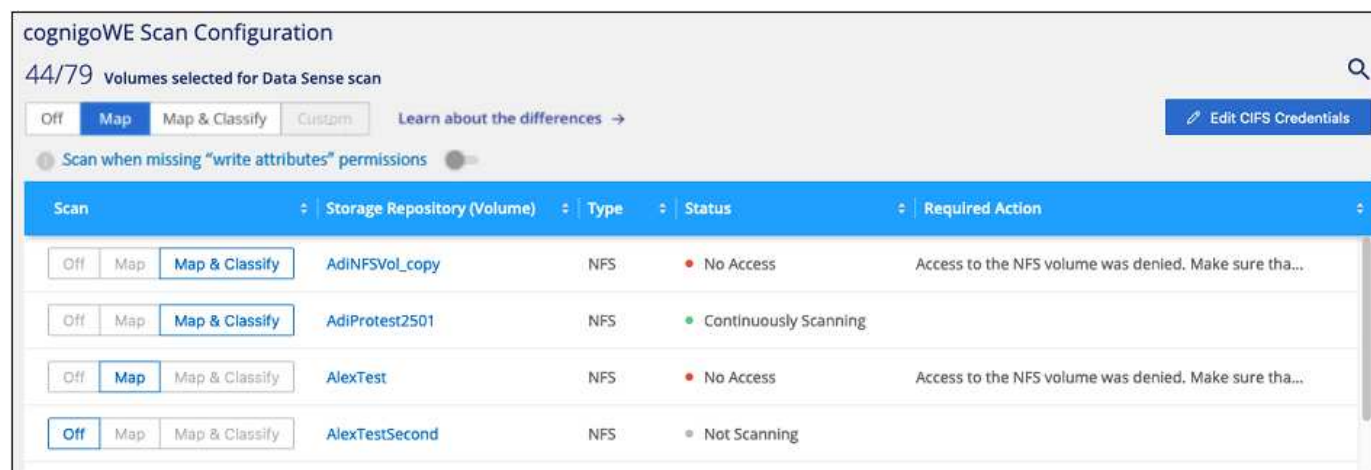 cognigoWE Scan Configuration
44/79 Volumes selected for Data Sense scan
Off Map Map & Classify Custom Learn about the differences → Edit CIFS Credentials
Scan when missing "write attributes" permissions
Scan Storage Repository (Volume) Type Status Required Action
Off Map Map & Classify AdiNFSVol_copy NFS No Access Access to the NFS volume was denied. Make sure tha...
Off Map Map & Classify AdiProtest2501 NFS Continuously Scanning
Off Map Map & Classify AlexTest NFS No Access Access to the NFS volume was denied. Make sure tha...
Off Map Map & Classify AlexTestSecond NFS Not Scanning